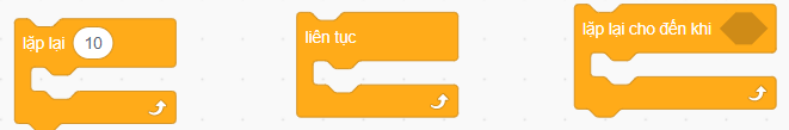 lặp lại 10
liên tục
lặp lại cho đến khi